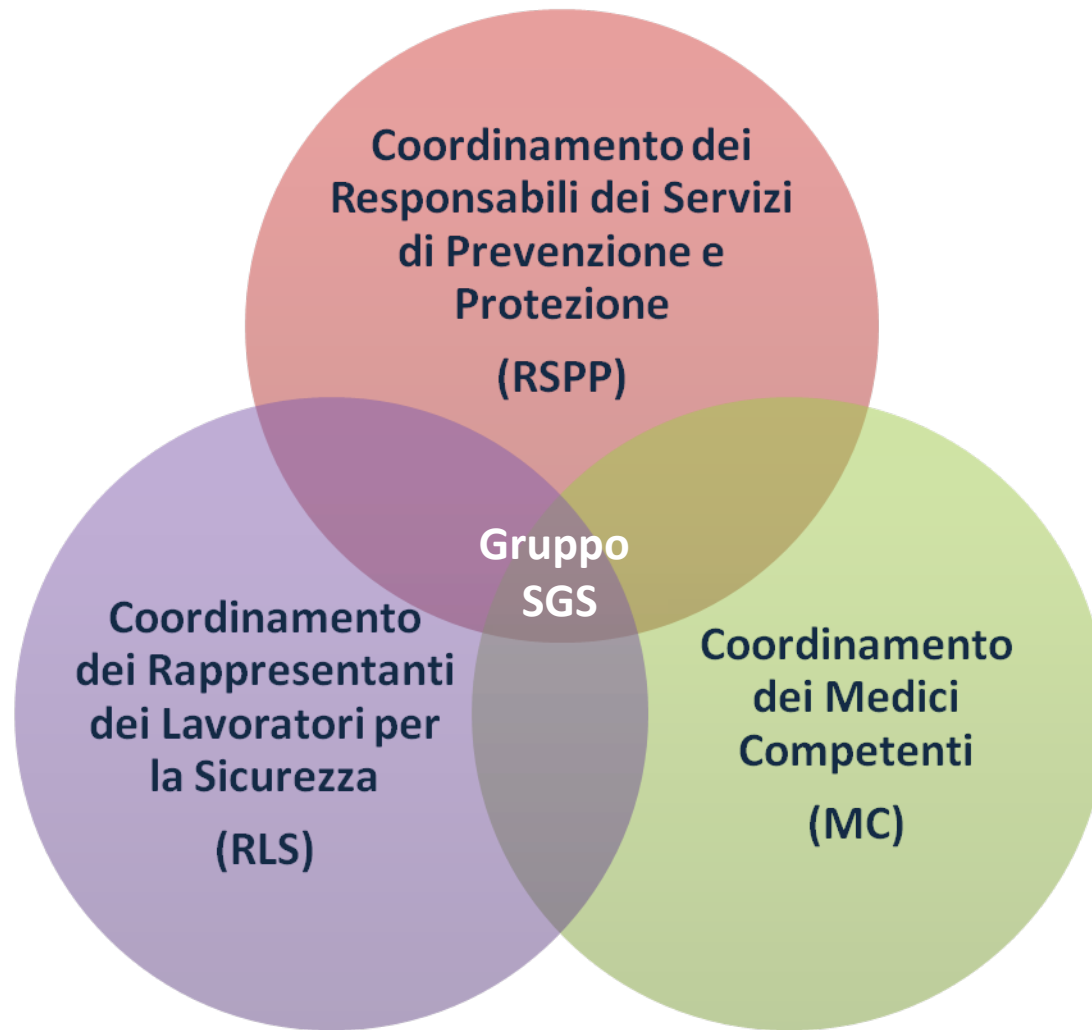 Coordinamento dei
Responsabili dei Servizi
di Prevenzione e
Protezione
(RSPP)
Gruppo
SGS
Coordinamento
dei Rappresentanti
dei Lavoratori per
la Sicurezza
(RLS)
Coordinamento
dei Medici
Competenti
(MC)